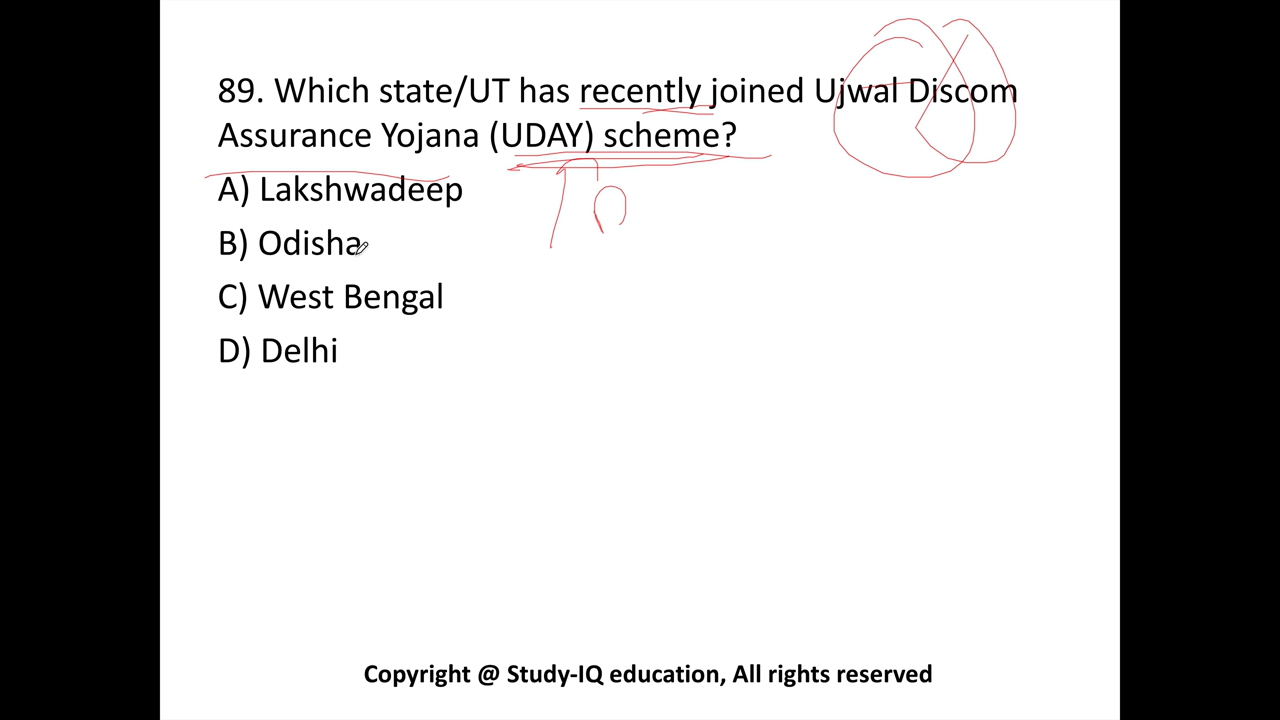 89. Which state/UT has recently joined Ujwal Discom
Assurance Yojana (UDAY) scheme?
A) Lakshwadeep
B) Odisha
C) West Bengal
D) Delhi
Copyright @ Study-IQ education, All rights reserved